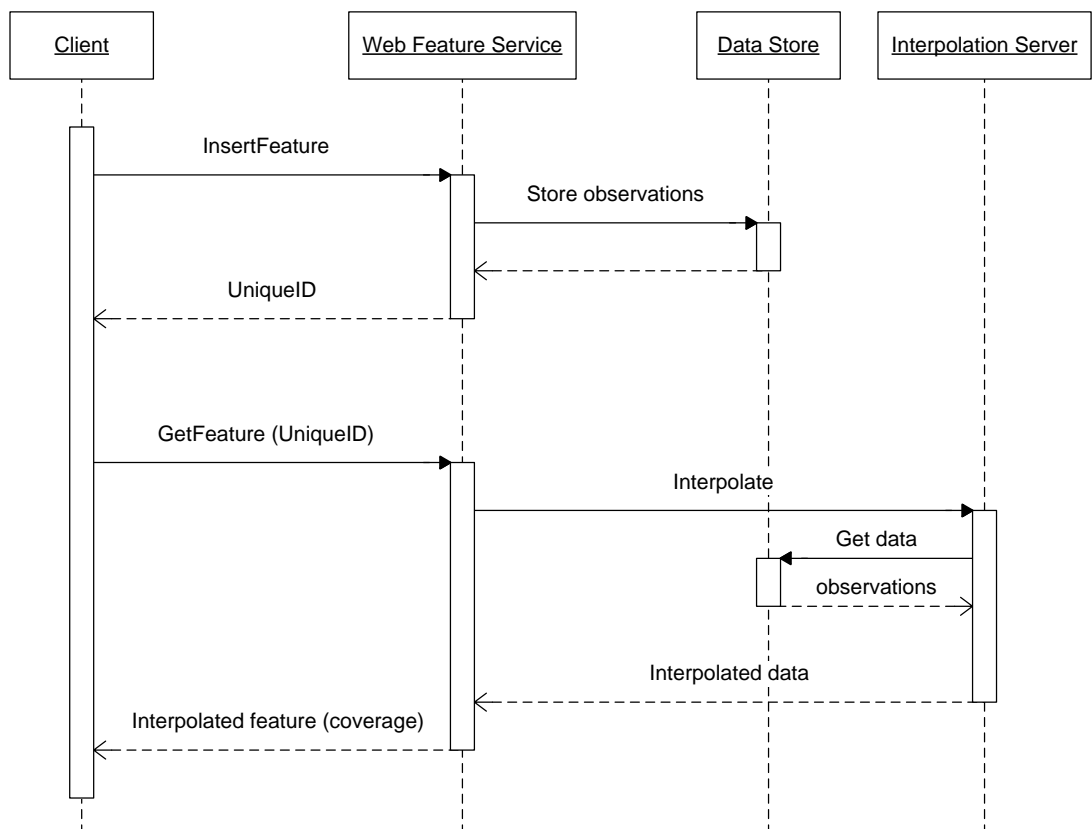 Client
Web Feature Service
Data Store
Interpolation Server
InsertFeature
Store observations
UniqueID
GetFeature (UniqueID)
Interpolate
Get data
observations
Interpolated data
Interpolated feature (coverage)